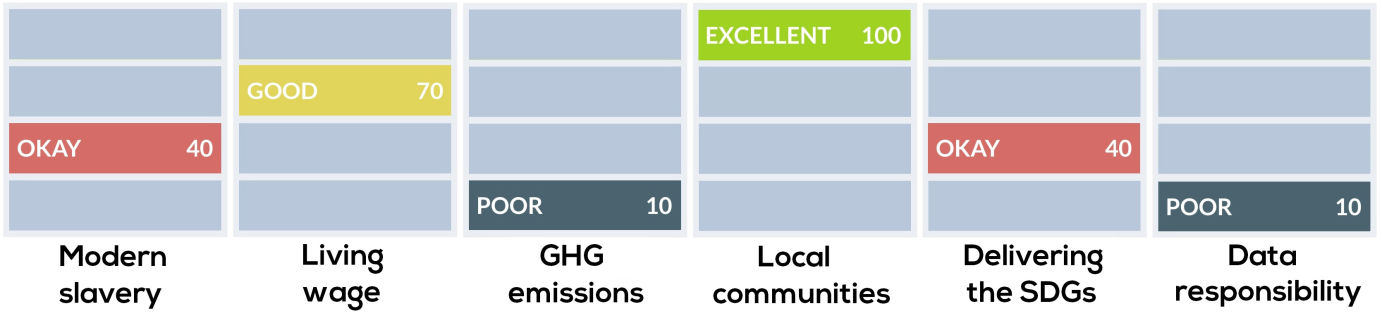 EXCELLENT 100
GOOD 70
OKAY 40
OKAY 40
POOR 10
POOR 10
Modern
slavery
Living
wage
GHG
emissions
Local
communities
Delivering
the SDGs
Data
responsibility